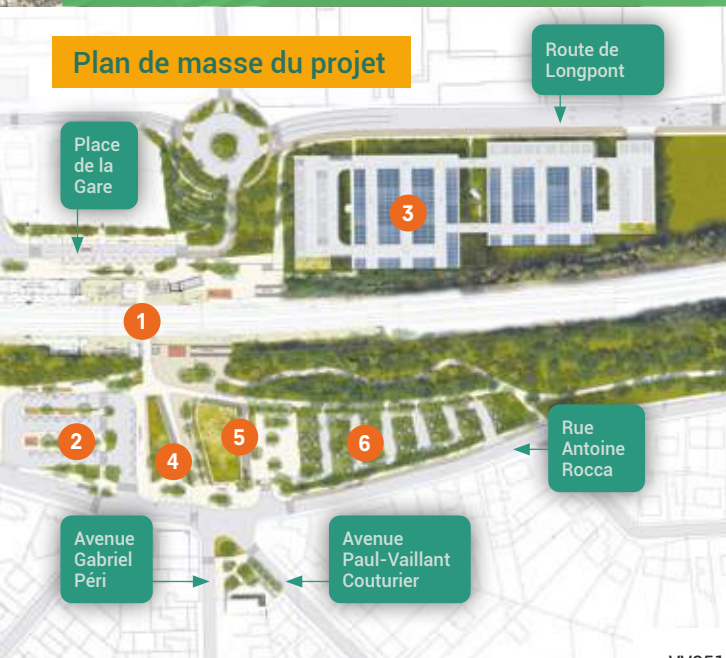 Plan de masse du projet
Route de
Longpont
Place
de la
Gare
3
1
2
4
5
6
Rue
Antoine
Rocca
Avenue
Gabriel
Péri
Avenue
Paul-Vaillant
Couturier